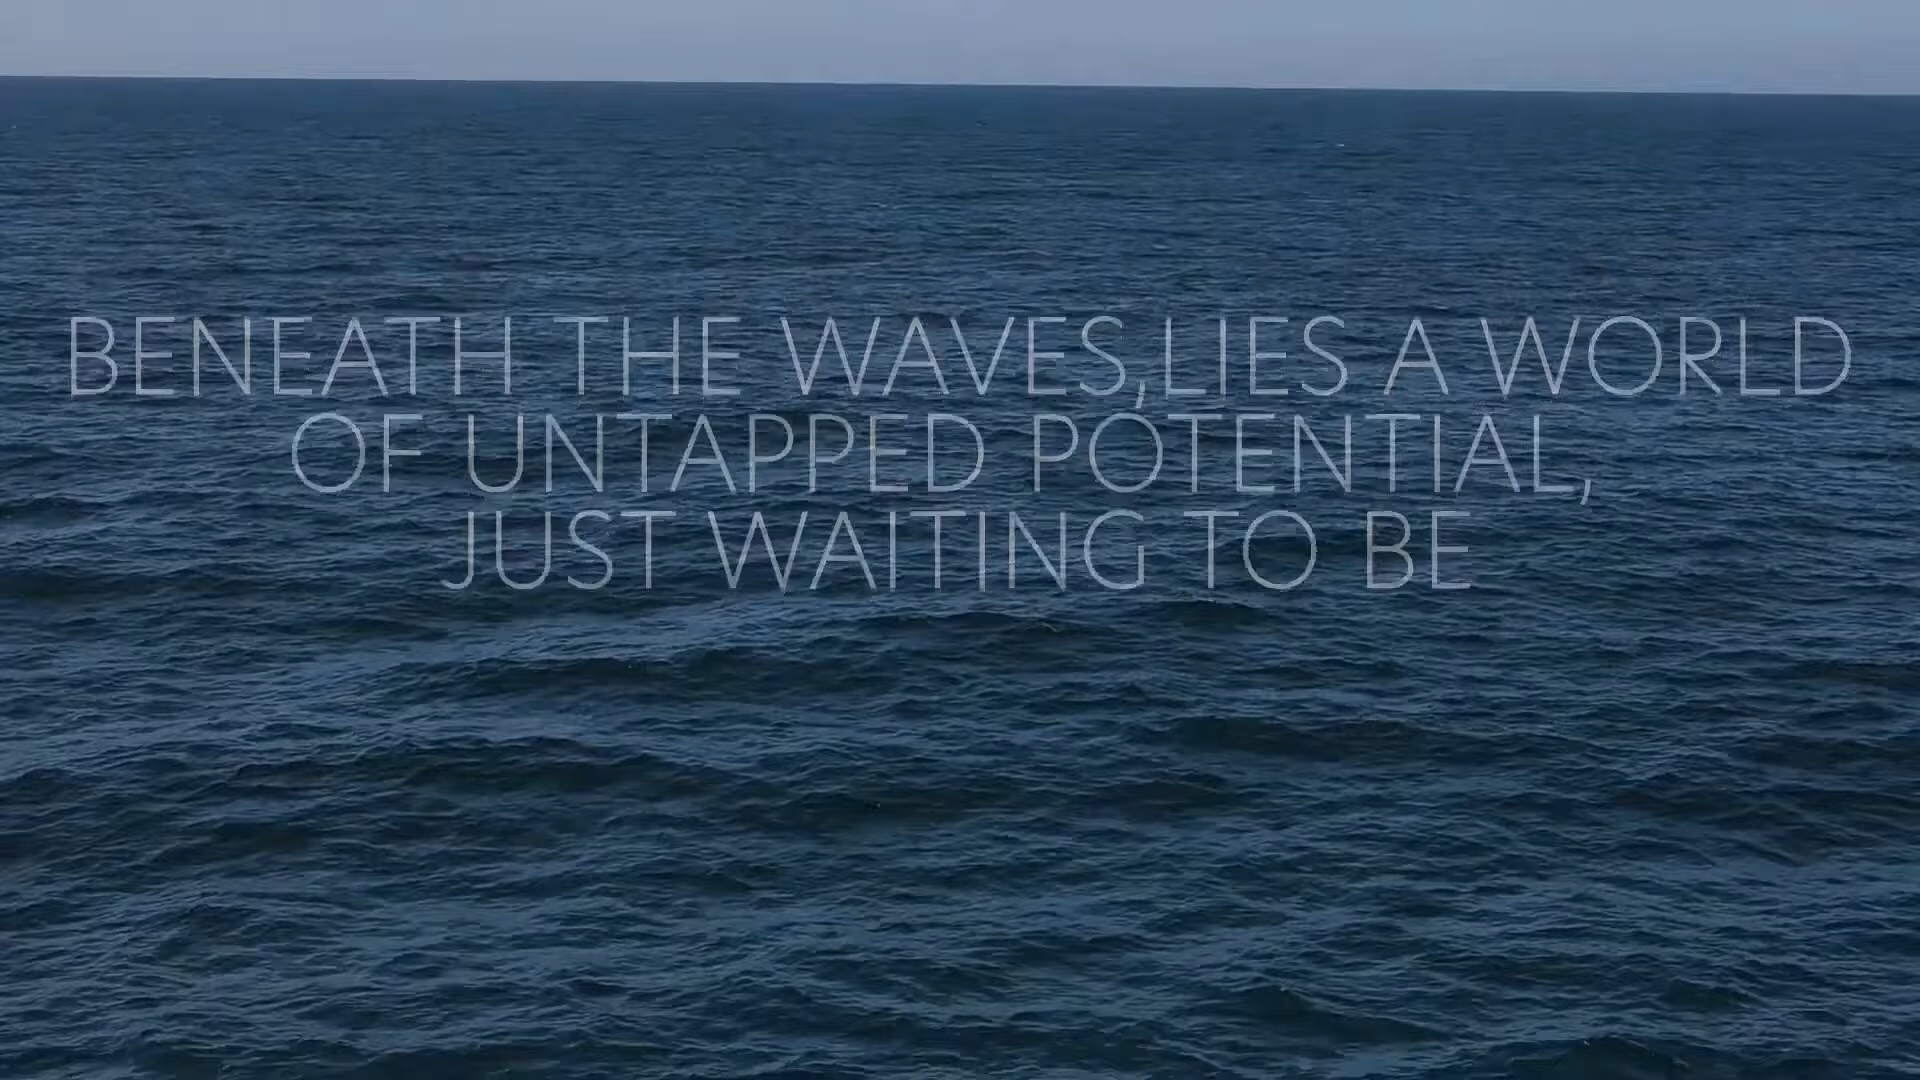 BENEATH THE WAVES,LIES A WORLD
OF UNTAPPED POTENTIAL,
JUST WAITING TO BE